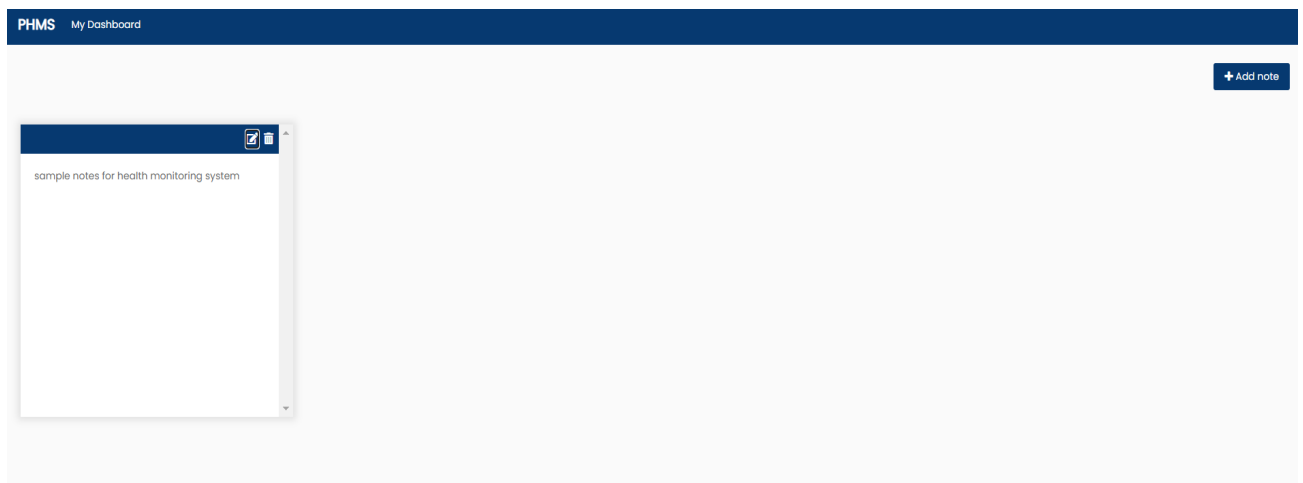 PHMS My Dashboard
Add note
sample notes for health monitoring system